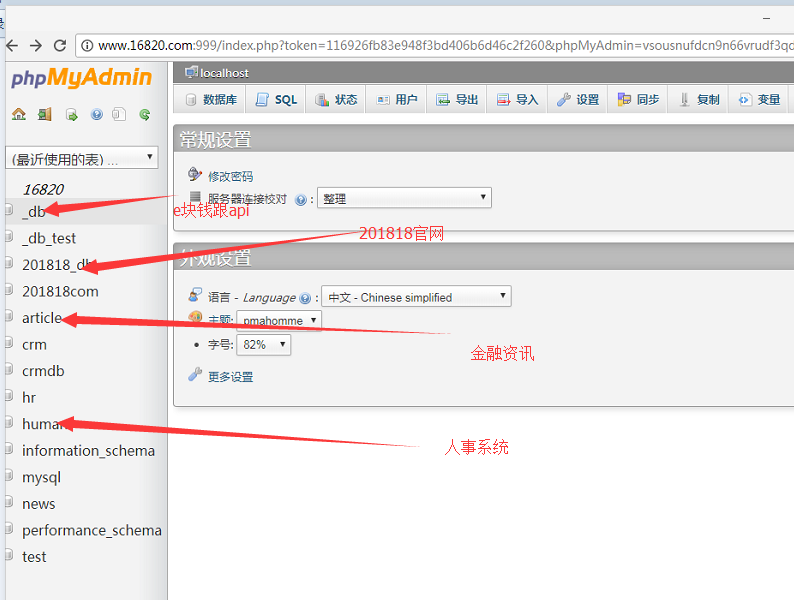 www.16820.com:999/index.php?token=116926fb83e948f3bd406b6d46c2f260&phpMyAdmin=vsousnufdcn9n66vrudf3qd
phpMyAdmin
localhost
数据库 SQL 状态 用户 导出 导入 设置 同步 复制 变量
常规设置
(最近使用的表) ...
修改密码
16820
服务器连接校对 : 整理
_db
e块钱跟api
201818官网
_db_test
外观设置
201818_db
201818com
语言 - Language : 中文 - Chinese simplified
article
主题: pmahomme
crm
字号: 82%
金融资讯
crmdb
更多设置
hr
human
人事系统
information_schema
mysql
news
performance_schema
test